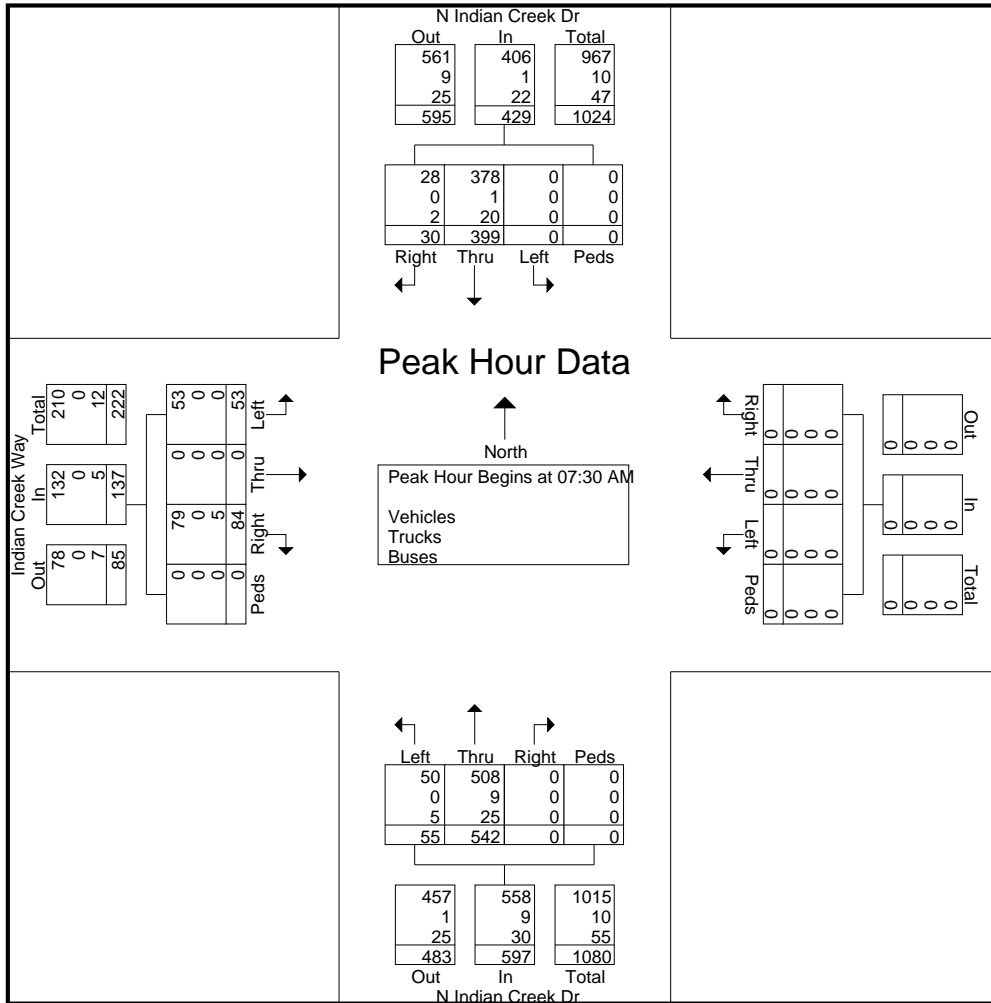 N Indian Creek Dr
Out In Total
561 406 967
9 1 10
25 22 47
595 429 1024
28 378 0 0
0 1 0 0
2 20 0 0
30 399 0 0
Right Thru Left Peds
Peak Hour Data
North
Peak Hour Begins at 07:30 AM
Vehicles
Trucks
Buses
Indian Creek Way
Total
210 0 12 222
In
132 0 5 137
Out
78 0 7 85
53 0 0 53
Left
0 0 0 0
Thru
79 0 5 84
Right
0 0 0 0
Peds
Right
0 0 0 0
Thru
0 0 0 0
Left
0 0 0 0
Peds
0 0 0 0
Out
0 0 0 0
In
0 0 0 0
Total
0 0 0 0
Left Thru Right Peds
50 508 0 0
0 9 0 0
5 25 0 0
55 542 0 0
457 558 1015
1 9 10
25 30 55
483 597 1080
Out In Total
N Indian Creek Dr